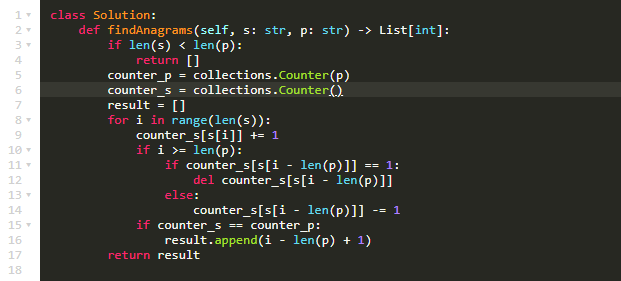 1 class Solution:
2     def findAnagrams(self, s: str, p: str) -> List[int]:
3         if len(s) < len(p):
4             return []
5         counter_p = collections.Counter(p)
6         counter_s = collections.Counter()
7         result = []
8         for i in range(len(s)):
9             counter_s[s[i]] += 1
10             if i >= len(p):
11                 if counter_s[s[i - len(p)]] == 1:
12                     del counter_s[s[i - len(p)]]
13                 else:
14                     counter_s[s[i - len(p)]] -= 1
15             if counter_s == counter_p:
16                 result.append(i - len(p) + 1)
17         return result
18